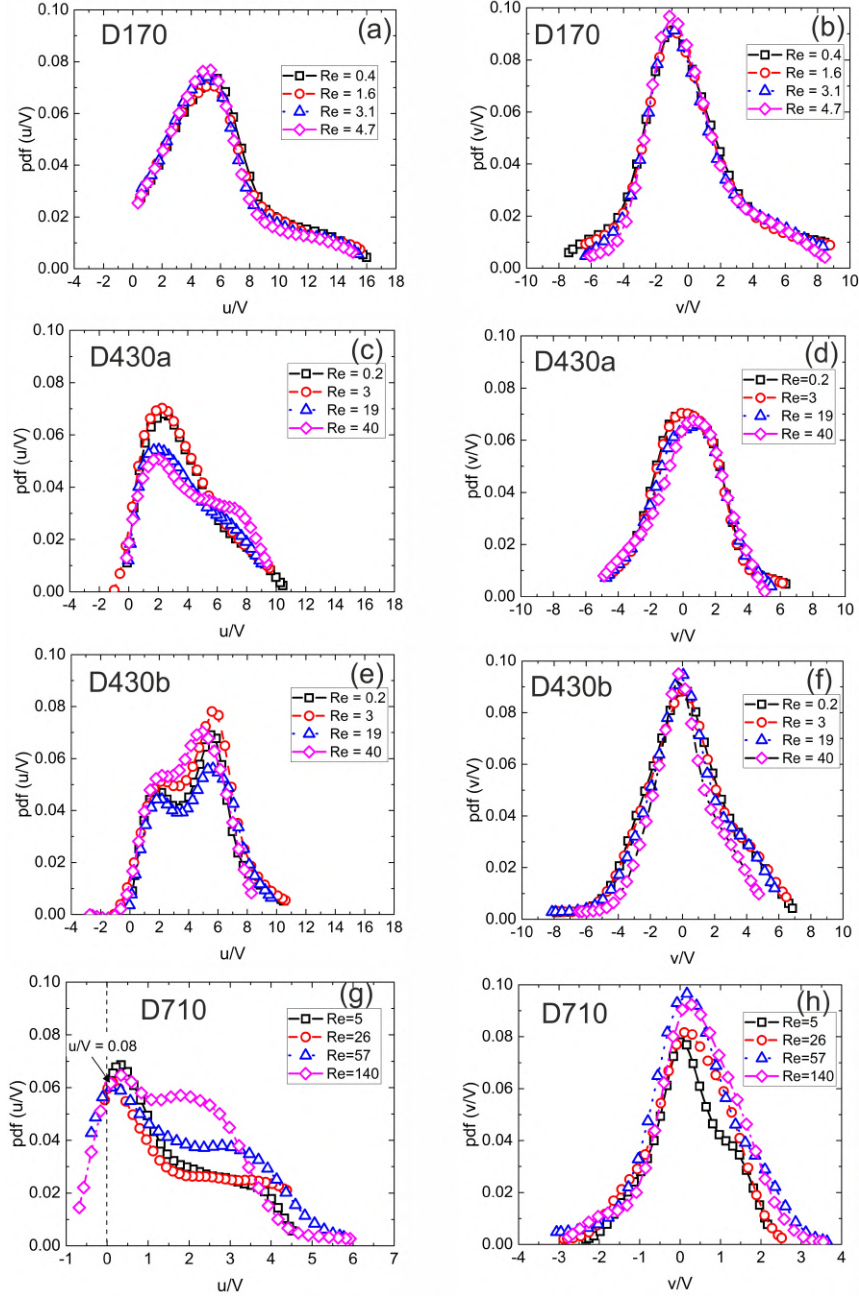 D170
(a)
Re = 0.4
Re = 1.6
Re = 3.1
Re = 4.7
pdf (u/V)
0.10
0.08
0.06
0.04
0.02
0.00
-4 -2 0 2 4 6 8 10 12 14 16 18
u/V
D170
(b)
Re = 0.4
Re = 1.6
Re = 3.1
Re = 4.7
pdf (v/V)
0.10
0.08
0.06
0.04
0.02
0.00
-10 -8 -6 -4 -2 0 2 4 6 8 10
v/V
D430a
(c)
Re = 0.2
Re = 3
Re = 19
Re = 40
pdf (u/V)
0.10
0.08
0.06
0.04
0.02
0.00
-4 -2 0 2 4 6 8 10 12 14 16 18
u/V
D430a
(d)
Re=0.2
Re=3
Re = 19
Re = 40
pdf (v/V)
0.10
0.08
0.06
0.04
0.02
0.00
-10 -8 -6 -4 -2 0 2 4 6 8 10
v/V
D430b
(e)
Re = 0.2
Re = 3
Re = 19
Re = 40
pdf (u/V)
0.10
0.08
0.06
0.04
0.02
0.00
-4 -2 0 2 4 6 8 10 12 14 16 18
u/V
D430b
(f)
Re = 0.2
Re = 3
Re = 19
Re = 40
pdf (v/V)
0.10
0.08
0.06
0.04
0.02
0.00
-10 -8 -6 -4 -2 0 2 4 6 8 10
v/V
D710
(g)
Re=5
Re=26
Re=57
Re=140
u/V = 0.08
pdf (u/V)
0.10
0.08
0.06
0.04
0.02
0.00
-1 0 1 2 3 4 5 6 7
u/V
D710
(h)
Re=5
Re=26
Re=57
Re=140
pdf (v/V)
0.10
0.08
0.06
0.04
0.02
0.00
-4 -3 -2 -1 0 1 2 3 4
v/V